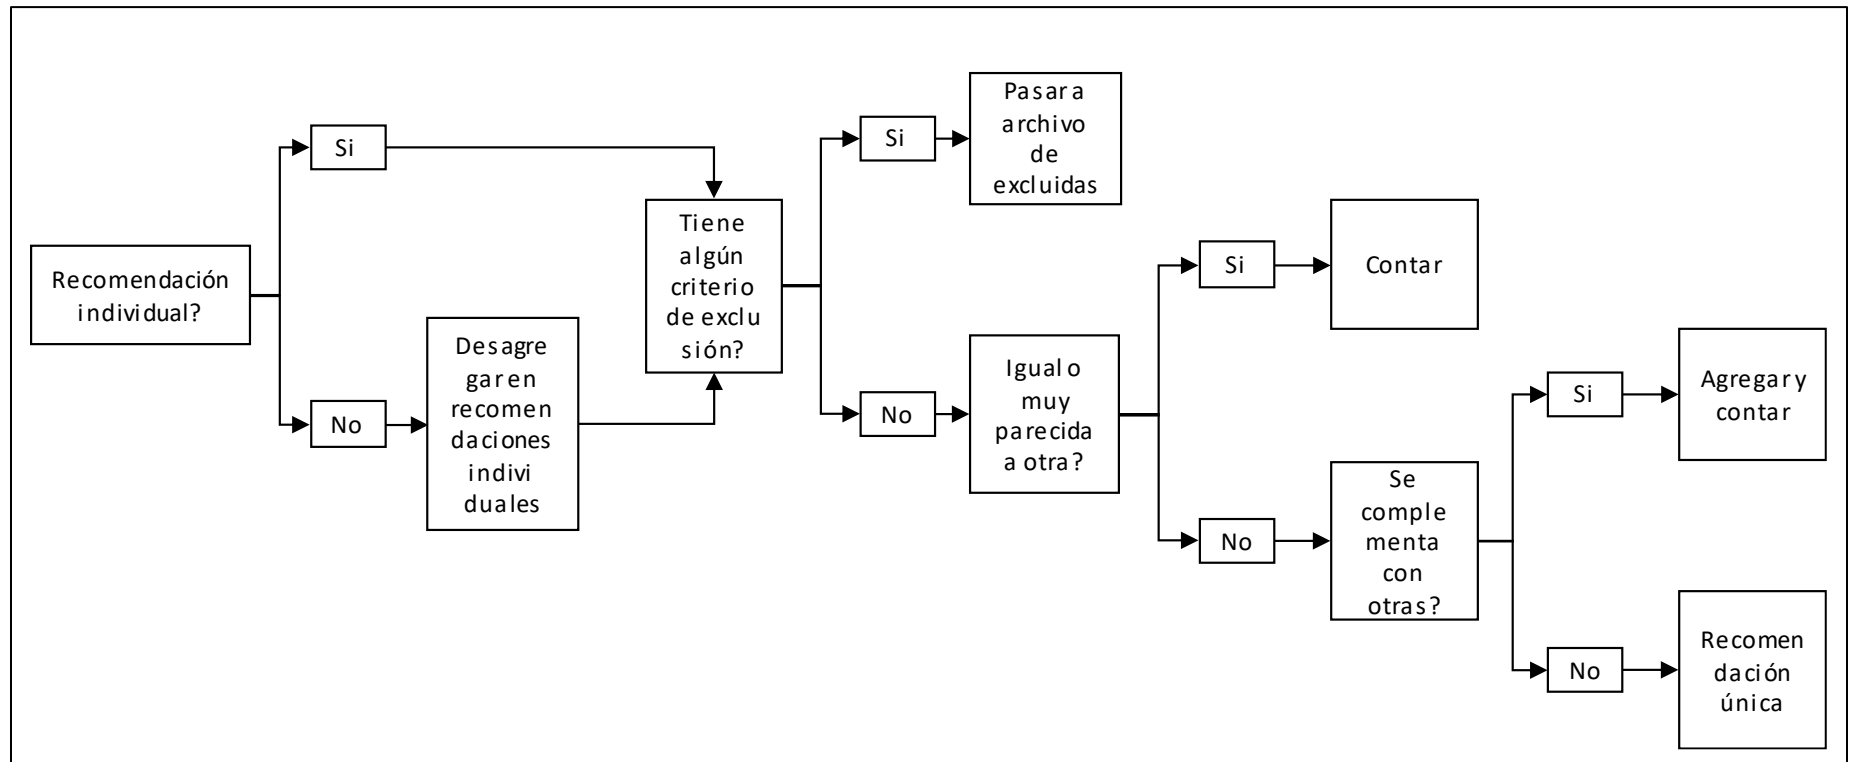 Recomendación
individual?
Si
No
Desagre
gar en
recomen
daciones
indivi
duales
Tiene
algún
criterio
de exclu
sión?
Si
Pasar a
archivo
de
excluidas
No
Igual o
muy
parecida
a otra?
Si
Contar
No
Se
comple
menta
con
otras?
Si
Agregar y
contar
No
Recomen
dación
única